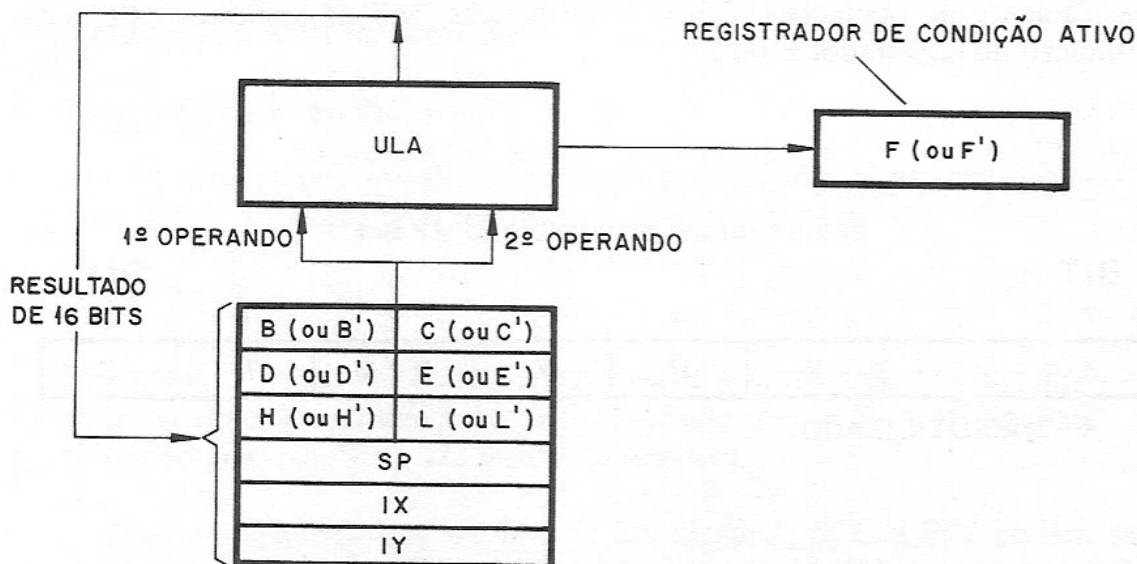 REGISTRADOR DE CONDIÇÃO ATIVO
ULA
F (ou F')
1º OPERANDO
2º OPERANDO
RESULTADO
DE 16 BITS
B (ou B')
C (ou C')
D (ou D')
E (ou E')
H (ou H')
L (ou L')
SP
IX
IY